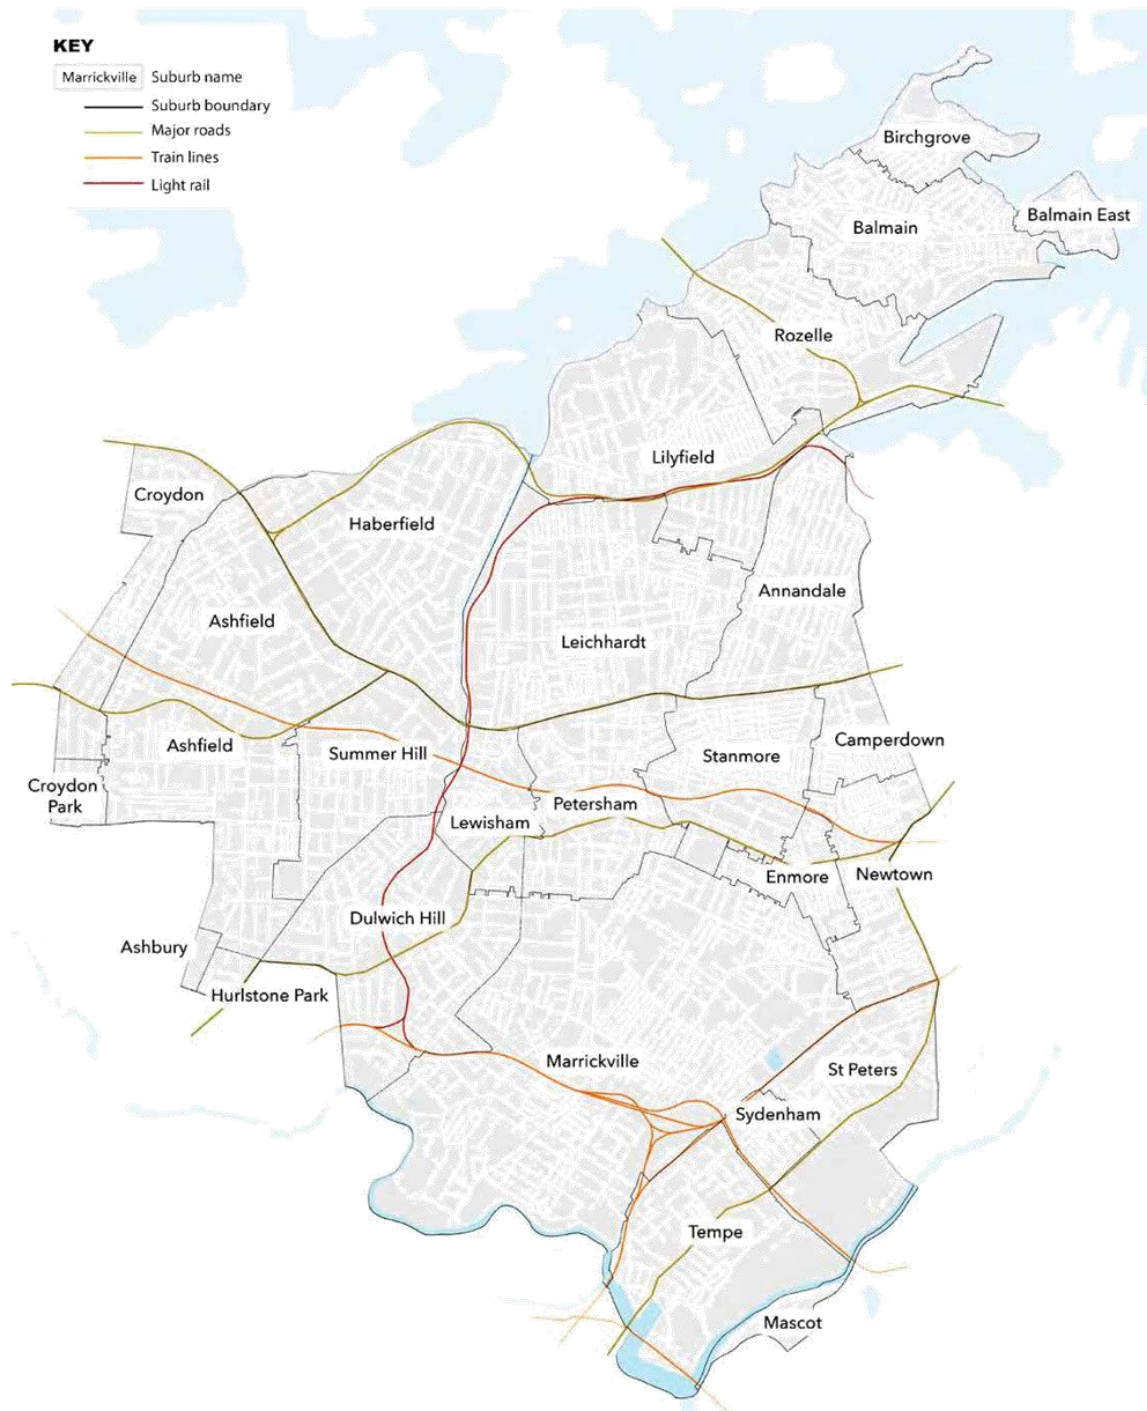 KEY
Marrickville
Suburb name
Suburb boundary
Major roads
Train lines
Light rail
Birchgrove
Balmain East
Balmain
Rozelle
Lilyfield
Croydon
Haberfield
Annandale
Ashfield
Leichhardt
Camperdown
Ashfield
Summer Hill
Stanmore
Croydon
Park
Petersham
Lewisham
Enmore
Newtown
Dulwich Hill
Ashbury
Hurlstone Park
Marrickville
St Peters
Sydenham
Tempe
Mascot